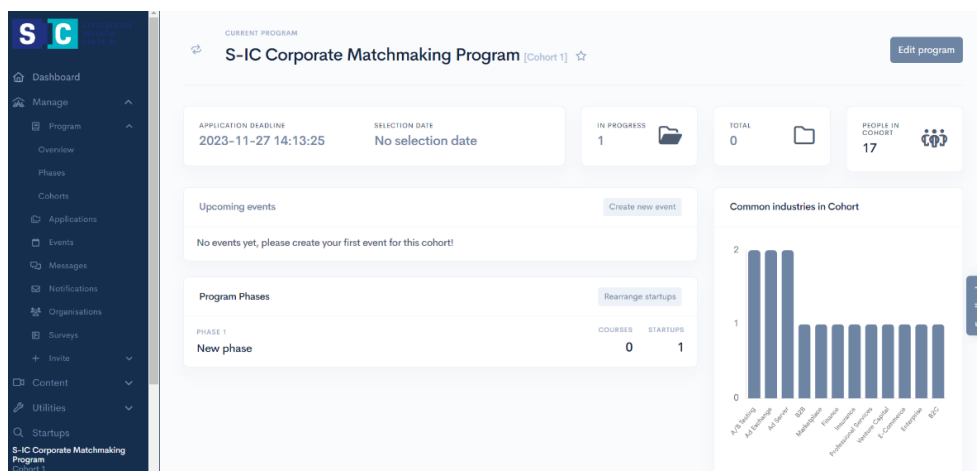 S C
Dashboard
Manage
Program
Overview
Phases
Cohorts
Applications
Events
Messages
Notifications
Organisations
Surveys
Invite
Content
Utilities
Startups
S-IC Corporate Matchmaking
Program
Cohort 1
CURRENT PROGRAM
S-IC Corporate Matchmaking Program [Cohort 1]
Edit program
APPLICATION DEADLINE
2023-11-27 14:13:25
SELECTION DATE
No selection date
IN PROGRESS
1
TOTAL
0
PEOPLE IN
COHORT
17
Upcoming events
Create new event
No events yet, please create your first event for this cohort!
Program Phases
Rearrange startups
PHASE 1
New phase
COURSES
0
STARTUPS
1
Common industries in Cohort
2
1
0
A/B Testing
Ad Exchange
Ad Server
B2B
Marketplace
Finance
Insurance
Professional Services
Venture Capital
E-Commerce
Enterprise
B2C